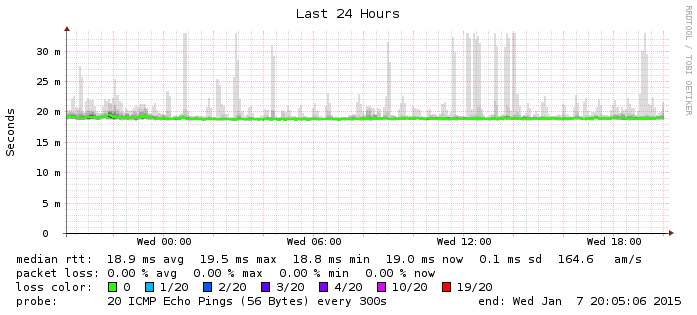 Last 24 Hours
RRDTOOL / TOBI OETIKER
Seconds
30 m
25 m
20 m
15 m
10 m
5 m
0
Wed 00:00 Wed 06:00 Wed 12:00 Wed 18:00
median rtt: 18.9 ms avg 19.5 ms max 18.8 ms min 19.0 ms now 0.1 ms sd 164.6 am/s
packet loss: 0.00 % avg 0.00 % max 0.00 % min 0.00 % now
loss color: 0 1/20 2/20 3/20 4/20 10/20 19/20
probe: 20 ICMP Echo Pings (56 Bytes) every 300s end: Wed Jan 7 20:05:06 2015